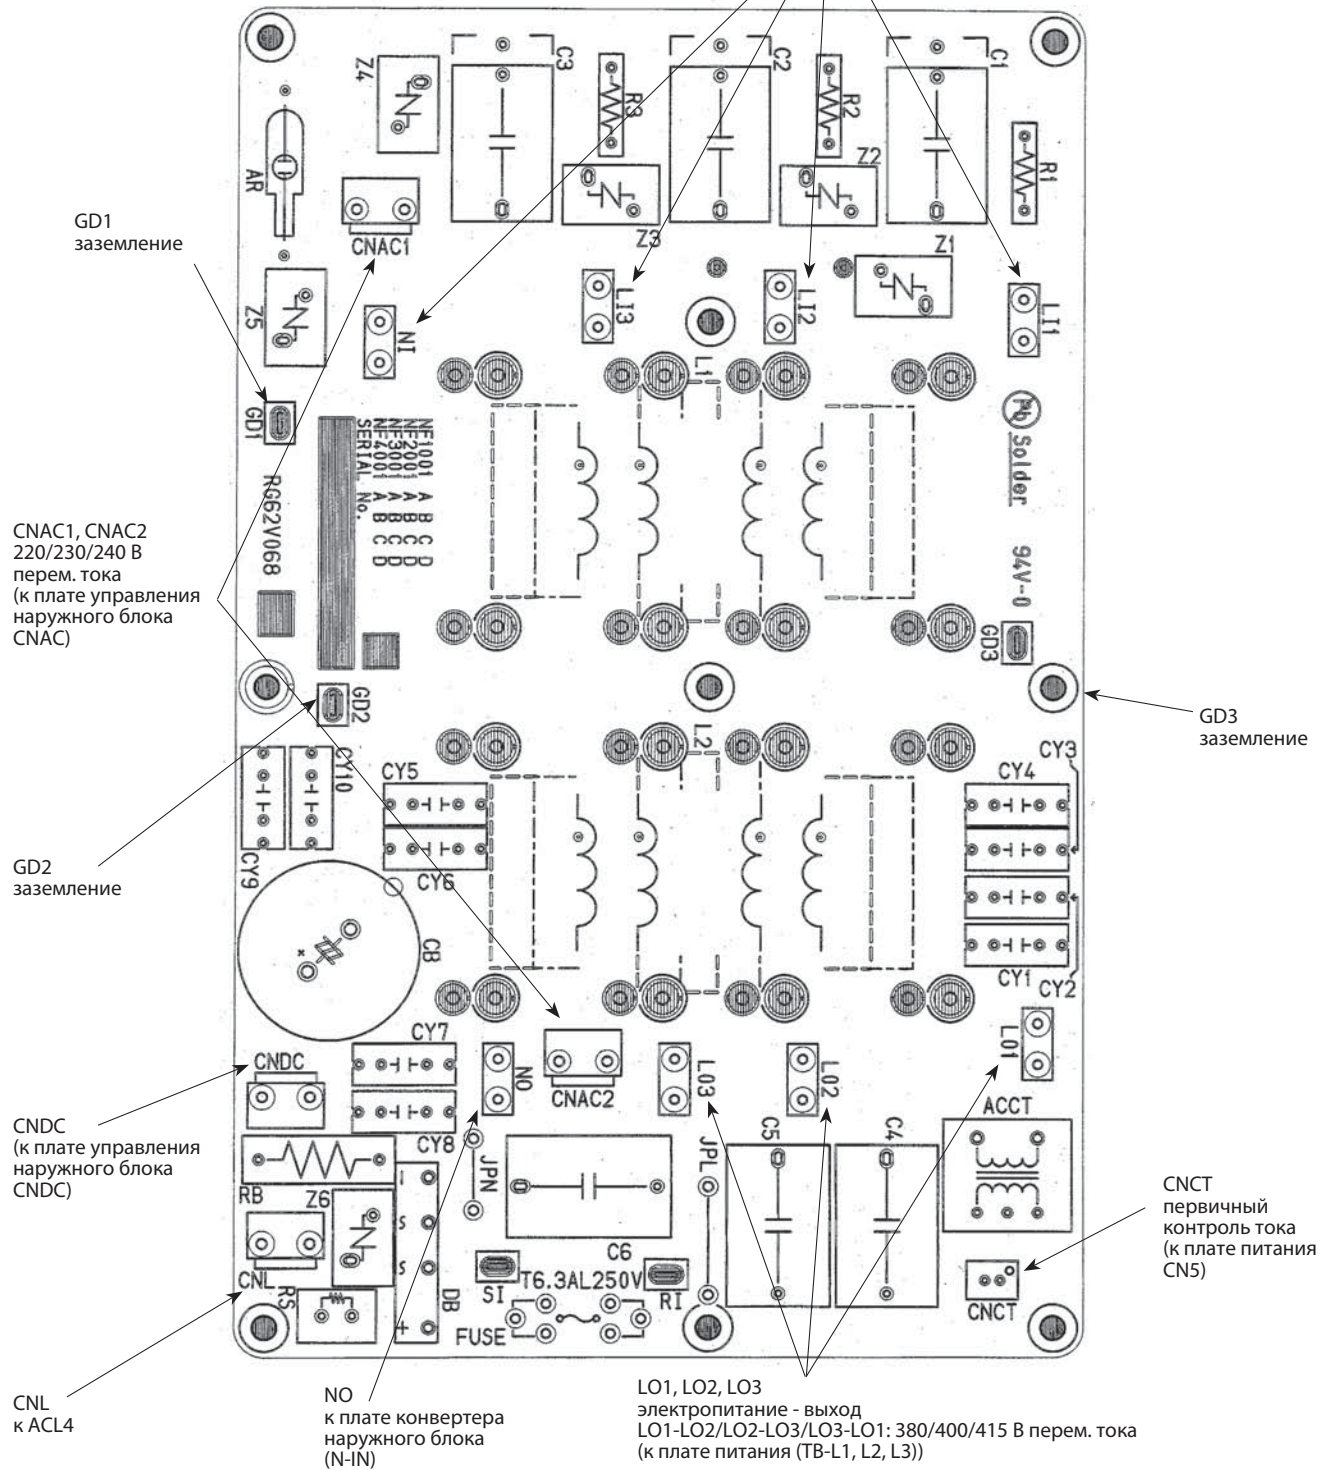 C3
C2
C1
Z4
R3
R2
R1
AR
Z2
CNAC1
Z3
Z1
GD1
заземление
Z5
NI
LI3
LI2
LI1
L1
GD1
NF1001 A B C D
NF2001 A B C D
NF3001 A B C D
NF4001 A B C D
SERIAL No.
RG62V068
Pb Solder
94V-0
CNAC1, CNAC2
220/230/240 В
перем. тока
(к плате управления
наружного блока
CNAC)
GD3
GD2
L2
GD3
заземление
CY10
CY5
CY4
CY3
CY9
CY6
GD2
заземление
CB
CY1
CY2
CY7
NO
CNAC2
LO3
LO2
LO1
CNDC
CY8
ACCT
CNDC
(к плате управления
наружного блока
CNDC)
JPN
JPL
C5
C4
RB
Z6
C6
CNCT
первичный
контроль тока
(к плате питания
CN5)
CNL
RS
DB
SI
T6.3AL250V
RI
FUSE
CNCT
CNL
к ACL4
NO
к плате конвертера
наружного блока
(N-IN)
LO1, LO2, LO3
электропитание - выход
LO1-LO2/LO2-LO3/LO3-LO1: 380/400/415 В перем. тока
(к плате питания (TB-L1, L2, L3))